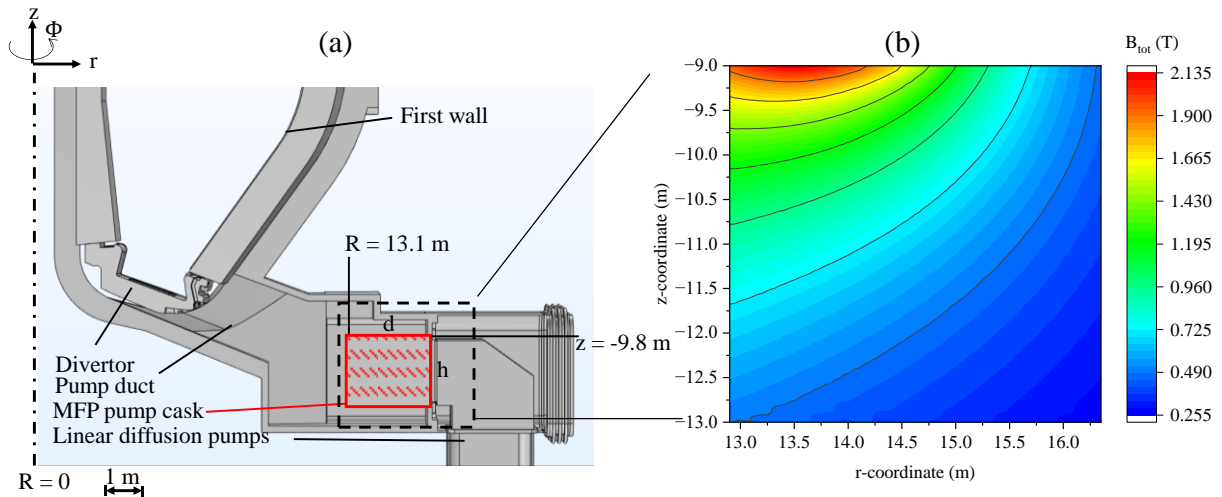 z
Φ
r
(a)
First wall
R = 13.1 m
d
z = -9.8 m
h
Divertor
Pump duct
MFP pump cask
Linear diffusion pumps
R = 0
1 m
(b)
B_tot (T)
−9.0
−9.5
−10.0
−10.5
−11.0
−11.5
−12.0
−12.5
−13.0
z-coordinate (m)
13.0 13.5 14.0 14.5 15.0 15.5 16.0
r-coordinate (m)
2.135
1.900
1.665
1.430
1.195
0.960
0.725
0.490
0.255